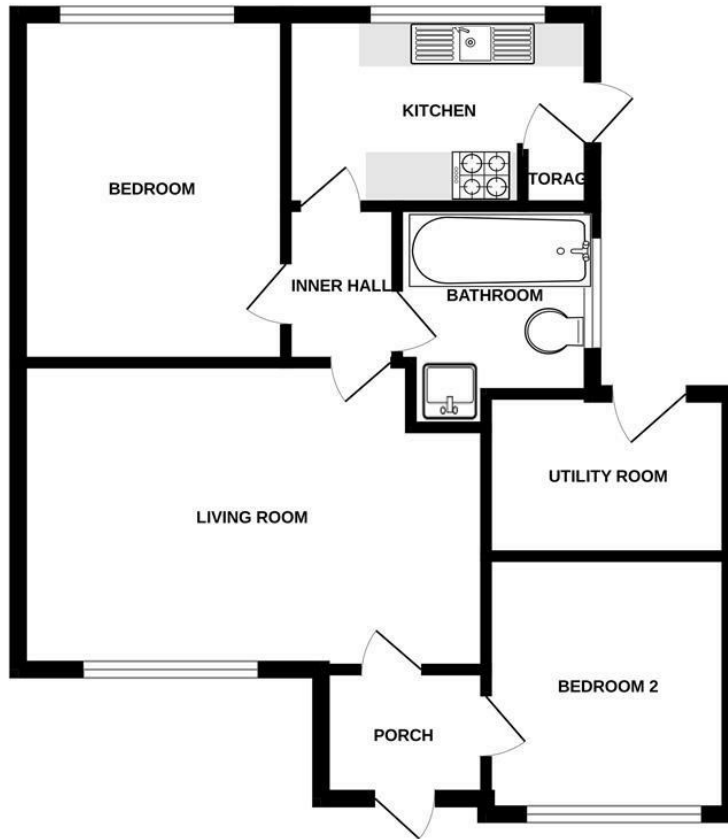 KITCHEN
BEDROOM
TORAG
INNER HALL
BATHROOM
UTILITY ROOM
LIVING ROOM
BEDROOM 2
PORCH